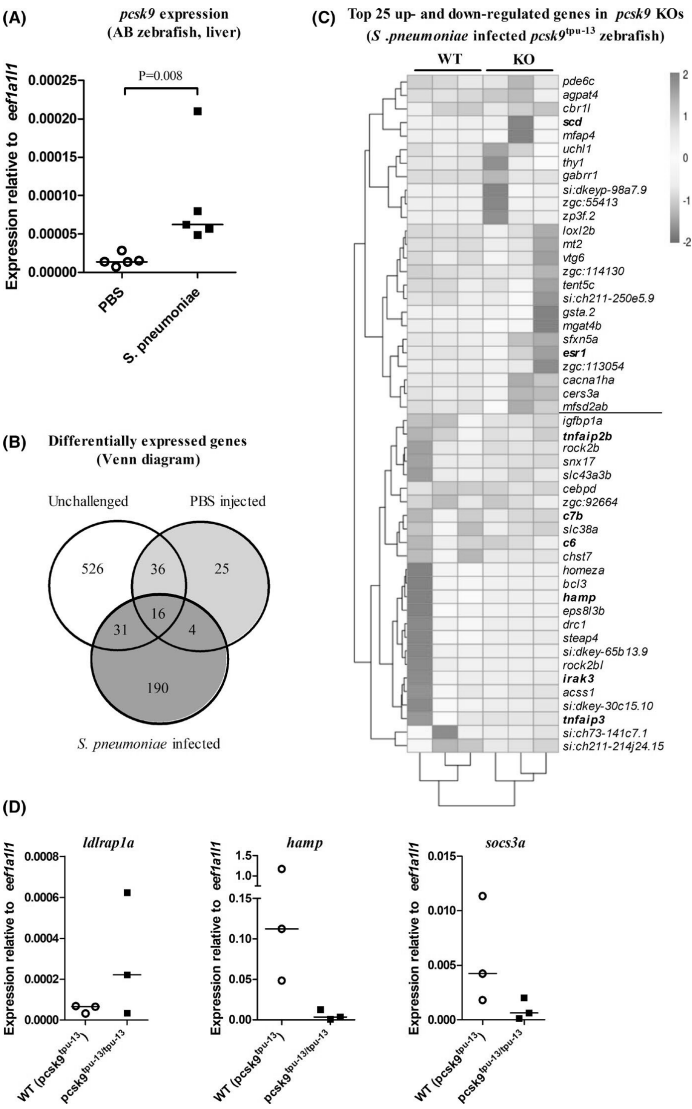 (A)
pcsk9 expression
(AB zebrafish, liver)
P=0.008
Expression relative to eef1a1l1
0.00025
0.00020
0.00015
0.00010
0.00005
0.00000
PBS
S. pneumoniae
(B)
Differentially expressed genes
(Venn diagram)
Unchallenged
PBS injected
526
36
25
16
31
4
190
S. pneumoniae infected
(C)
Top 25 up- and down-regulated genes in pcsk9 KOs
(S .pneumoniae infected pcsk9tpu-13 zebrafish)
WT
KO
pde6c
agpat4
cbr1l
scd
mfap4
uchl1
thy1
gabrr1
si:dkeyp-98a7.9
zgc:55413
zp3f.2
loxl2b
mt2
vtg6
zgc:114130
tent5c
si:ch211-250e5.9
gsta.2
mgat4b
sfxn5a
esr1
zgc:113054
cacna1ha
cers3a
mfsd2ab
igfbp1a
tnfaip2b
rock2b
snx17
slc43a3b
cebpd
zgc:92664
c7b
slc38a
c6
chst7
homeza
bcl3
hamp
eps8l3b
drc1
steap4
si:dkey-65b13.9
rock2bl
irak3
acss1
si:dkey-30c15.10
tnfaip3
si:ch73-141c7.1
si:ch211-214j24.15
2
1
0
-1
-2
(D)
ldlrap1a
Expression relative to eef1a1l1
0.0008
0.0006
0.0004
0.0002
0.0000
WT (pcsk9tpu-13)
pcsk9tpu-13/tpu-13
hamp
Expression relative to eef1a1l1
1.5
1.0
0.5
0.15
0.10
0.05
0.00
WT (pcsk9tpu-13)
pcsk9tpu-13/tpu-13
socs3a
Expression relative to eef1a1l1
0.015
0.010
0.005
0.000
WT (pcsk9tpu-13)
pcsk9tpu-13/tpu-13